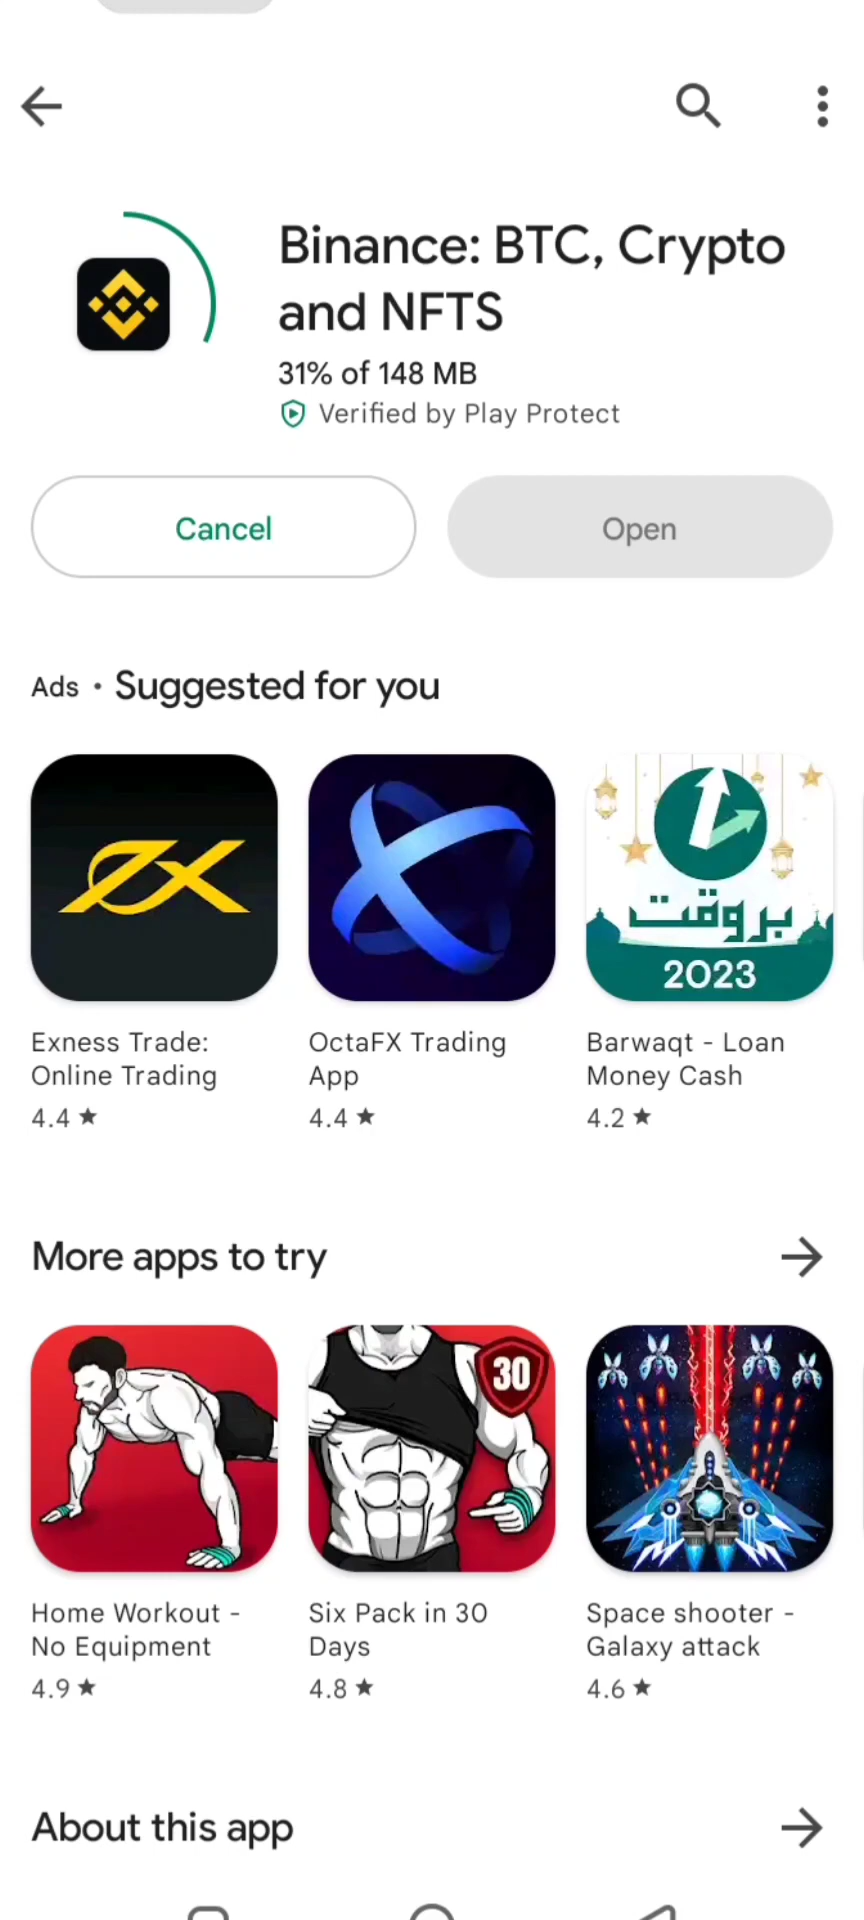 Binance: BTC, Crypto
and NFTS
31% of 148 MB
Verified by Play Protect
Cancel
Open
Ads • Suggested for you
بروقت
2023
Exness Trade:
Online Trading
4.4 ★
OctaFX Trading
App
4.4 ★
Barwaqt - Loan
Money Cash
4.2 ★
More apps to try
30
Home Workout -
No Equipment
4.9 ★
Six Pack in 30
Days
4.8 ★
Space shooter -
Galaxy attack
4.6 ★
About this app